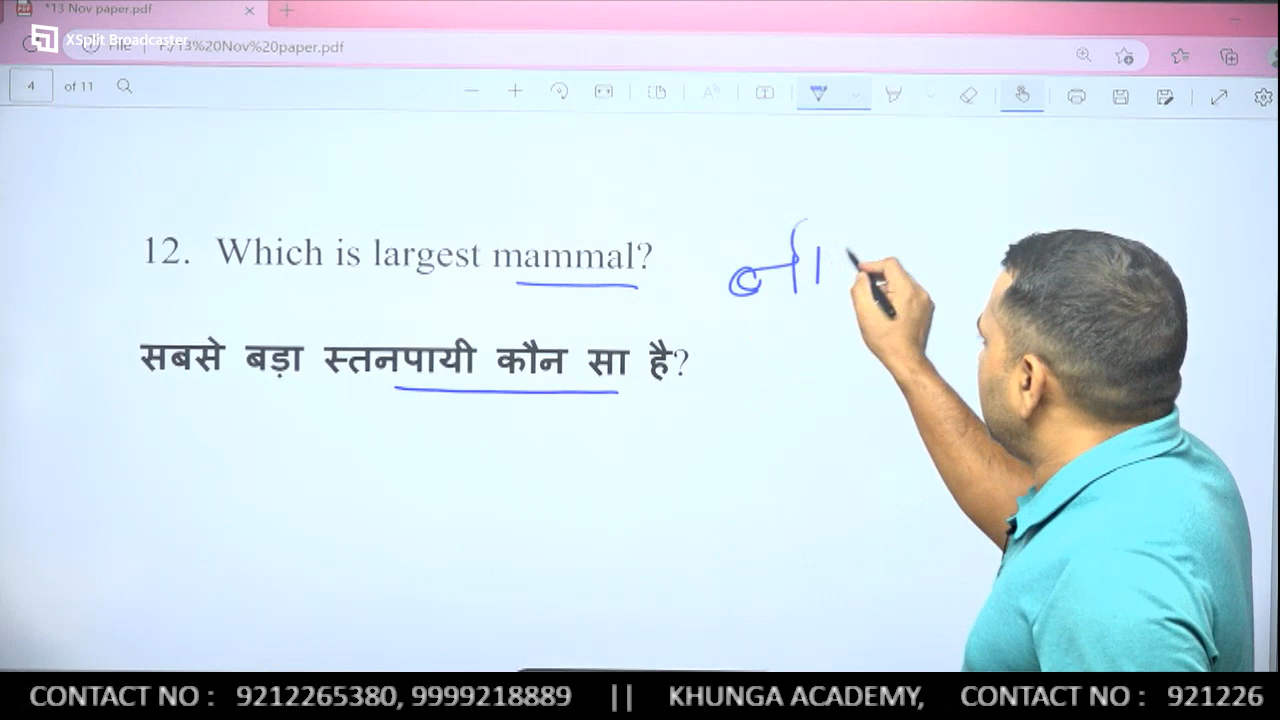 *13 Nov paper.pdf
XSplit Broadcaster
File
13%20Nov%20paper.pdf
4 of 11
12. Which is largest mammal?
सबसे बड़ा स्तनपायी कौन सा है?
CONTACT NO : 9212265380, 9999218889 || KHUNGA ACADEMY, CONTACT NO : 921226